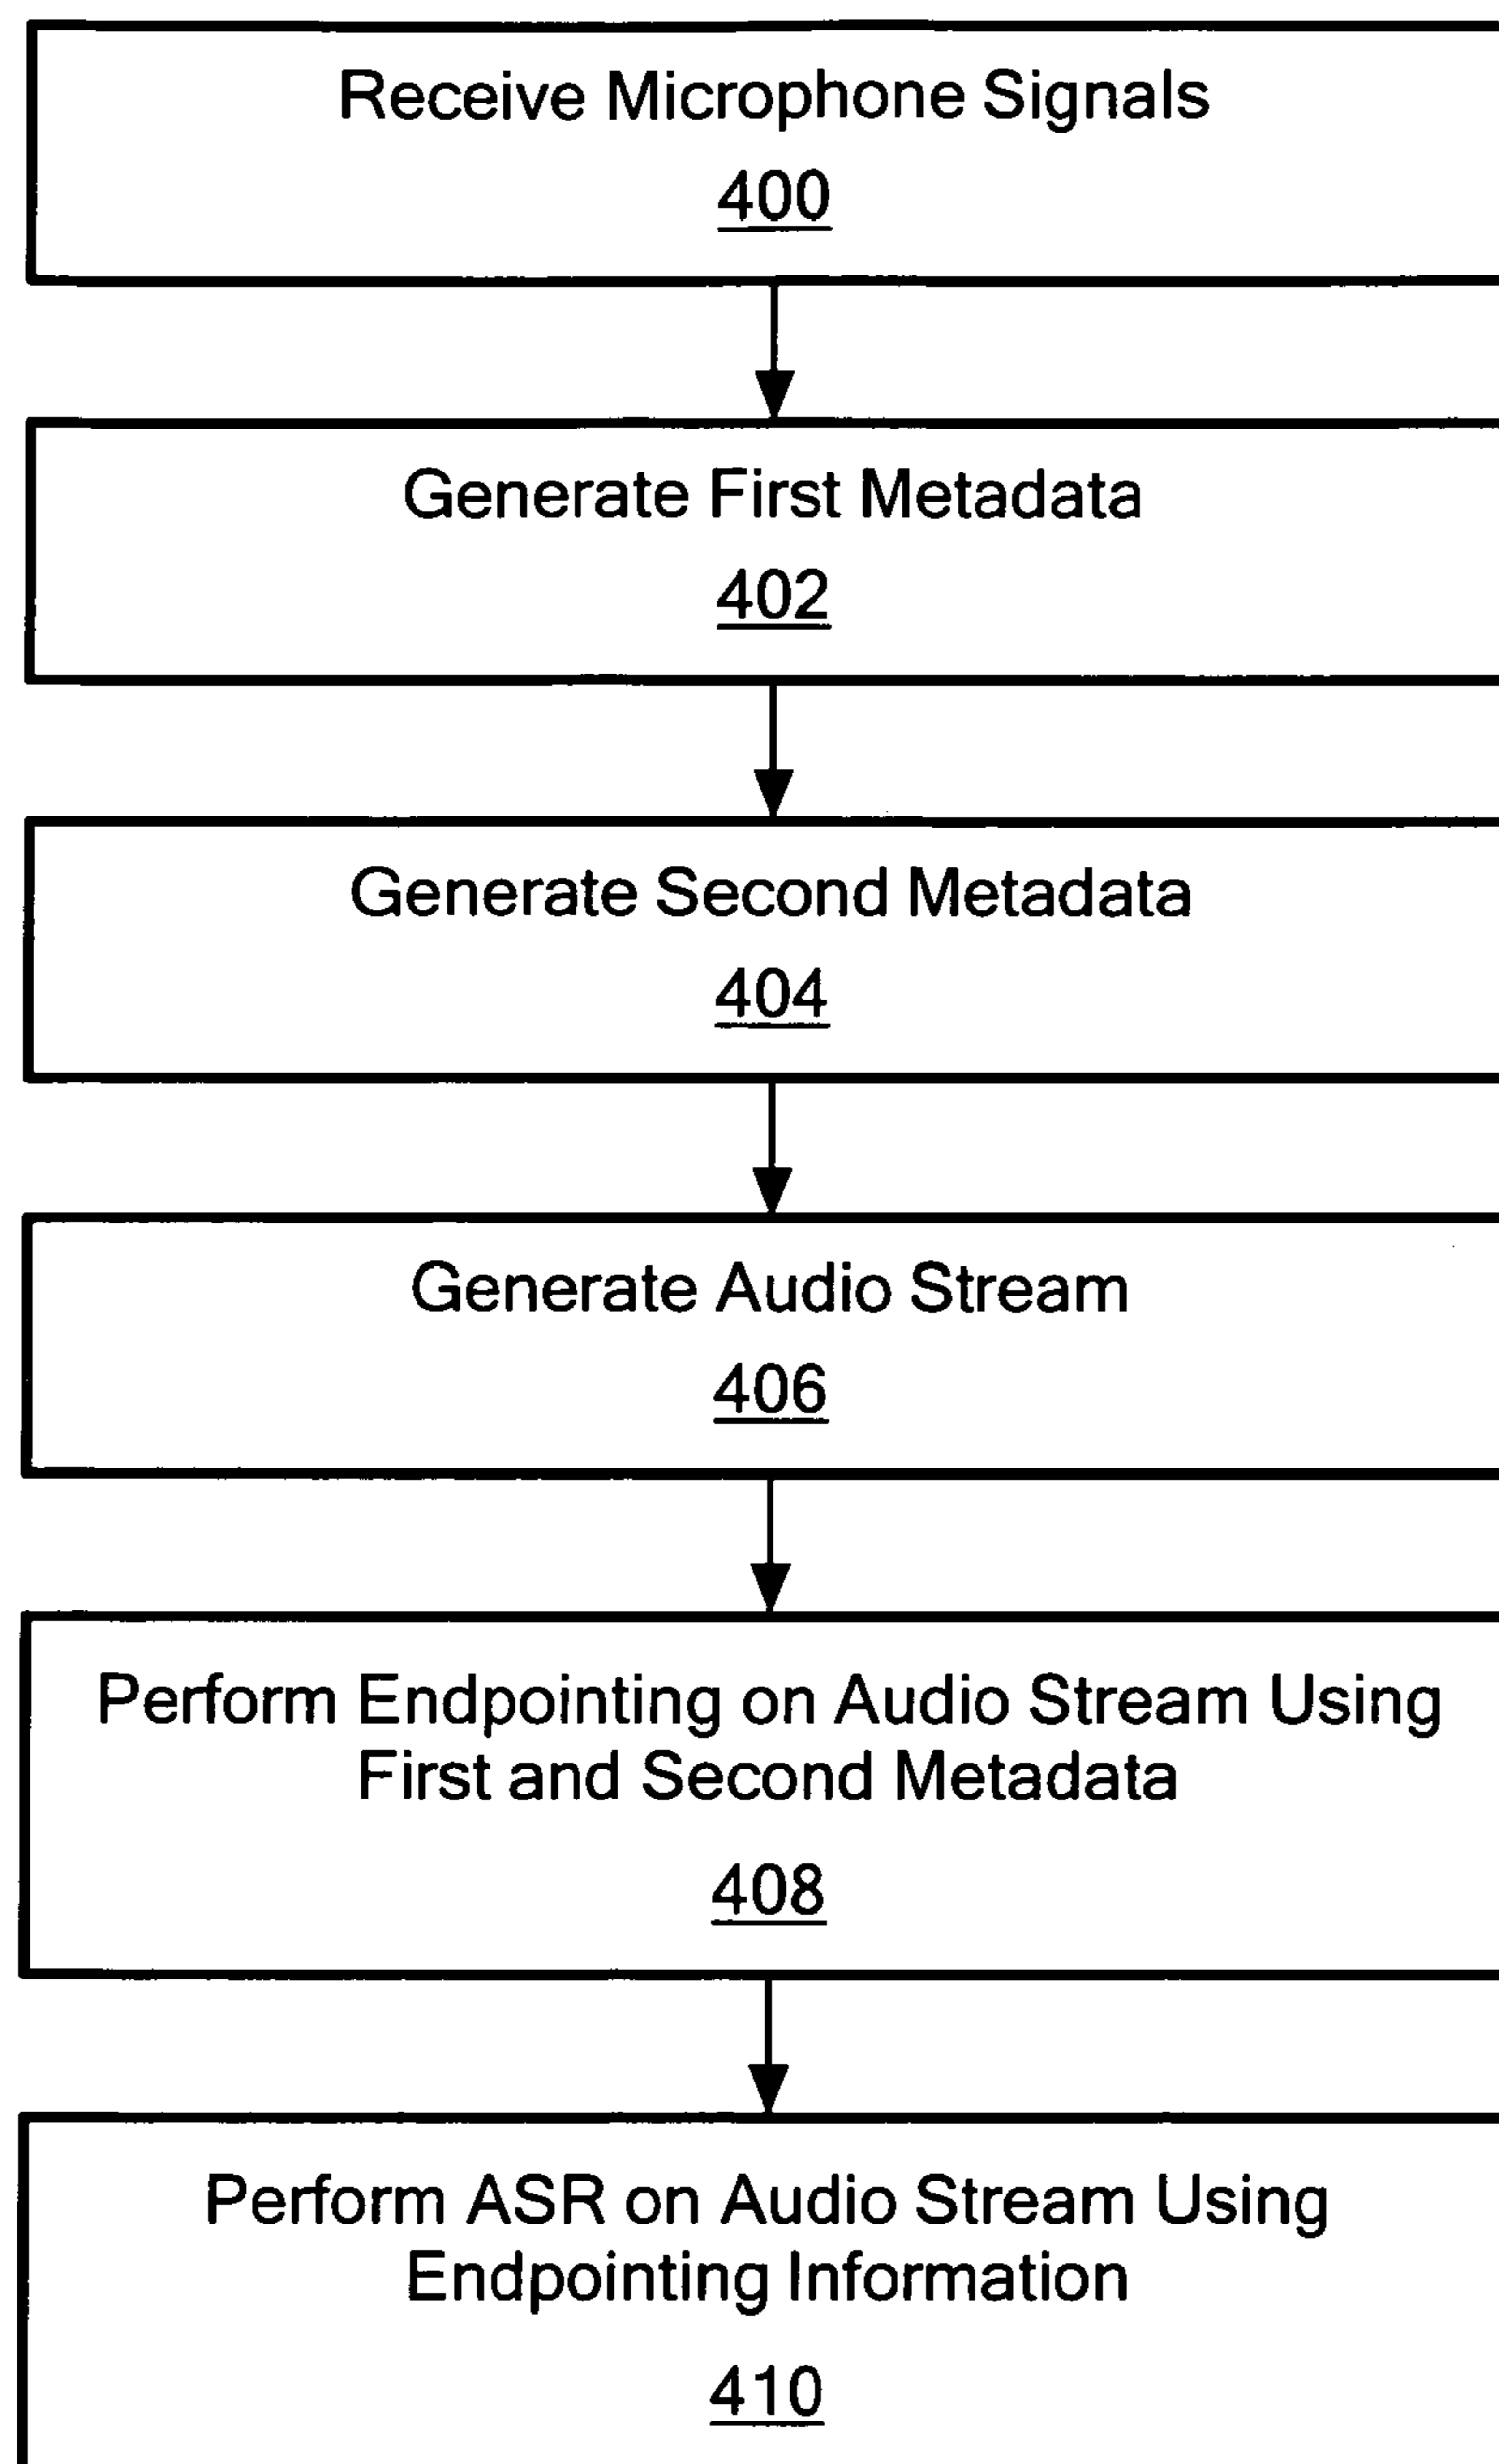 Receive Microphone Signals
400
Generate First Metadata
402
Generate Second Metadata
404
Generate Audio Stream
406
Perform Endpointing on Audio Stream Using
First and Second Metadata
408
Perform ASR on Audio Stream Using
Endpointing Information
410